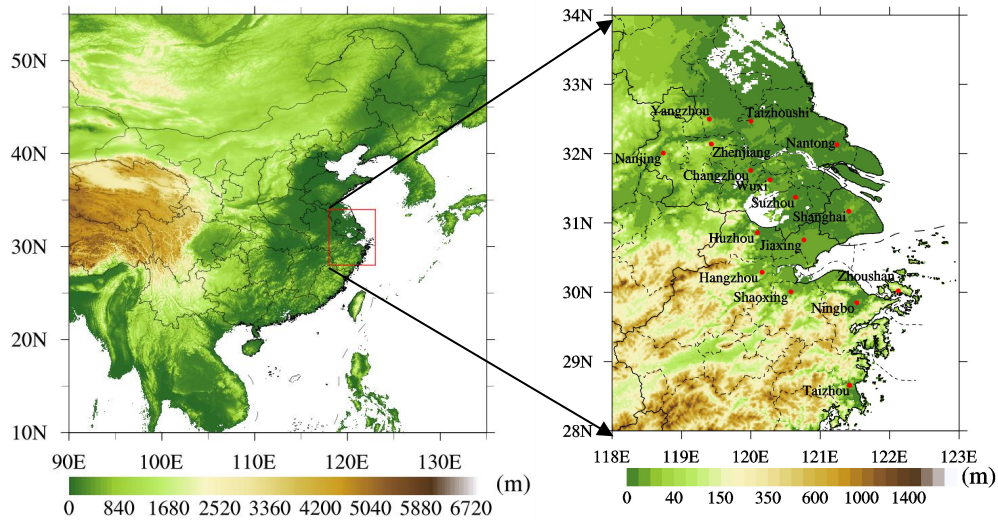 50N
40N
30N
20N
10N
90E 100E 110E 120E 130E
(m)
0 840 1680 2520 3360 4200 5040 5880 6720
34N
33N
32N
31N
30N
29N
28N
118E 119E 120E 121E 122E 123E
Yangzhou
Taizhoushi
Nantong
Zhenjiang
Nanjing
Changzhou
Wuxi
Suzhou
Shanghai
Huzhou
Jiaxing
Hangzhou
Zhoushan
Shaoxing
Ningbo
Taizhou
(m)
0 40 150 350 600 1000 1400